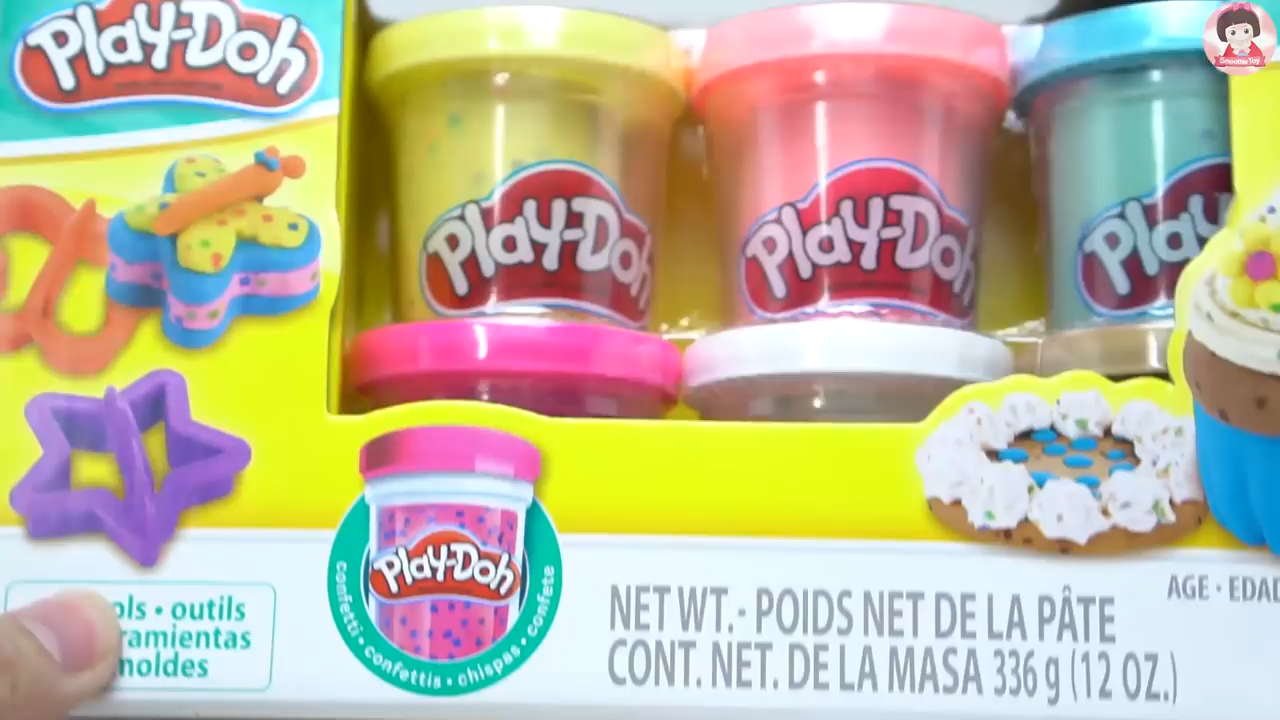 Play-Doh
SmoothieToy
Play-Doh
Play-Doh
Play-
Play-Doh
confetti • confettis • chispas • confete
ols • outils
ramientas
moldes
NET WT.- POIDS NET DE LA PÂTE
CONT. NET. DE LA MASA 336 g (12 OZ.)
AGE • EDAD